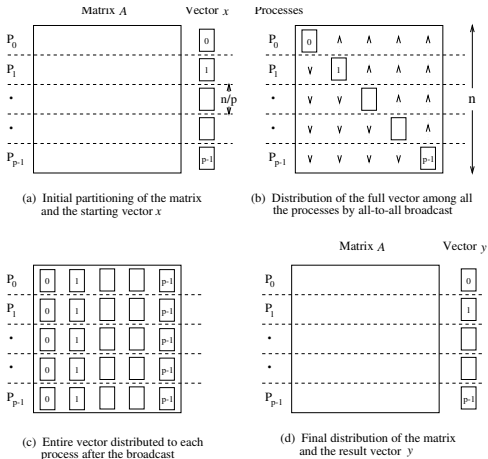 Matrix A Vector x Processes
P0 0 P0 0
P1 1 P1 1
n/p n
Pp-1 p-1 Pp-1 p-1
(a) Initial partitioning of the matrix
and the starting vector x
(b) Distribution of the full vector among all
the processes by all-to-all broadcast
Matrix A Vector y
P0 0 1 p-1 P0 0
P1 0 1 p-1 P1 1
0 1 p-1
0 1 p-1
Pp-1 0 1 p-1 Pp-1 p-1
(c) Entire vector distributed to each
process after the broadcast
(d) Final distribution of the matrix
and the result vector y